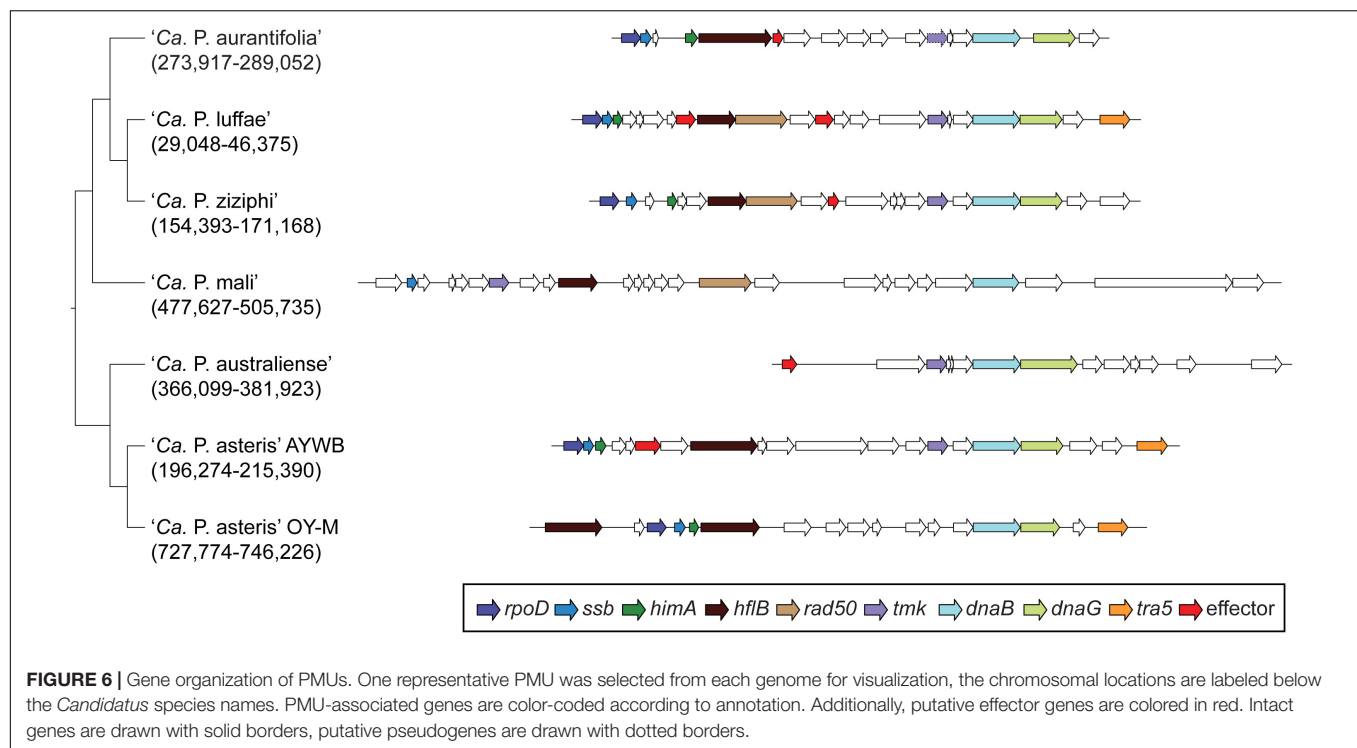 ‘Ca. P. aurantifolia’
(273,917-289,052)
‘Ca. P. luffae’
(29,048-46,375)
‘Ca. P. ziziphi’
(154,393-171,168)
‘Ca. P. mali’
(477,627-505,735)
‘Ca. P. australiense’
(366,099-381,923)
‘Ca. P. asteris’ AYWB
(196,274-215,390)
‘Ca. P. asteris’ OY-M
(727,774-746,226)
rpoD ssb himA hflB rad50 tmk dnaB dnaG tra5 effector
FIGURE 6 | Gene organization of PMUs. One representative PMU was selected from each genome for visualization, the chromosomal locations are labeled below
the Candidatus species names. PMU-associated genes are color-coded according to annotation. Additionally, putative effector genes are colored in red. Intact
genes are drawn with solid borders, putative pseudogenes are drawn with dotted borders.